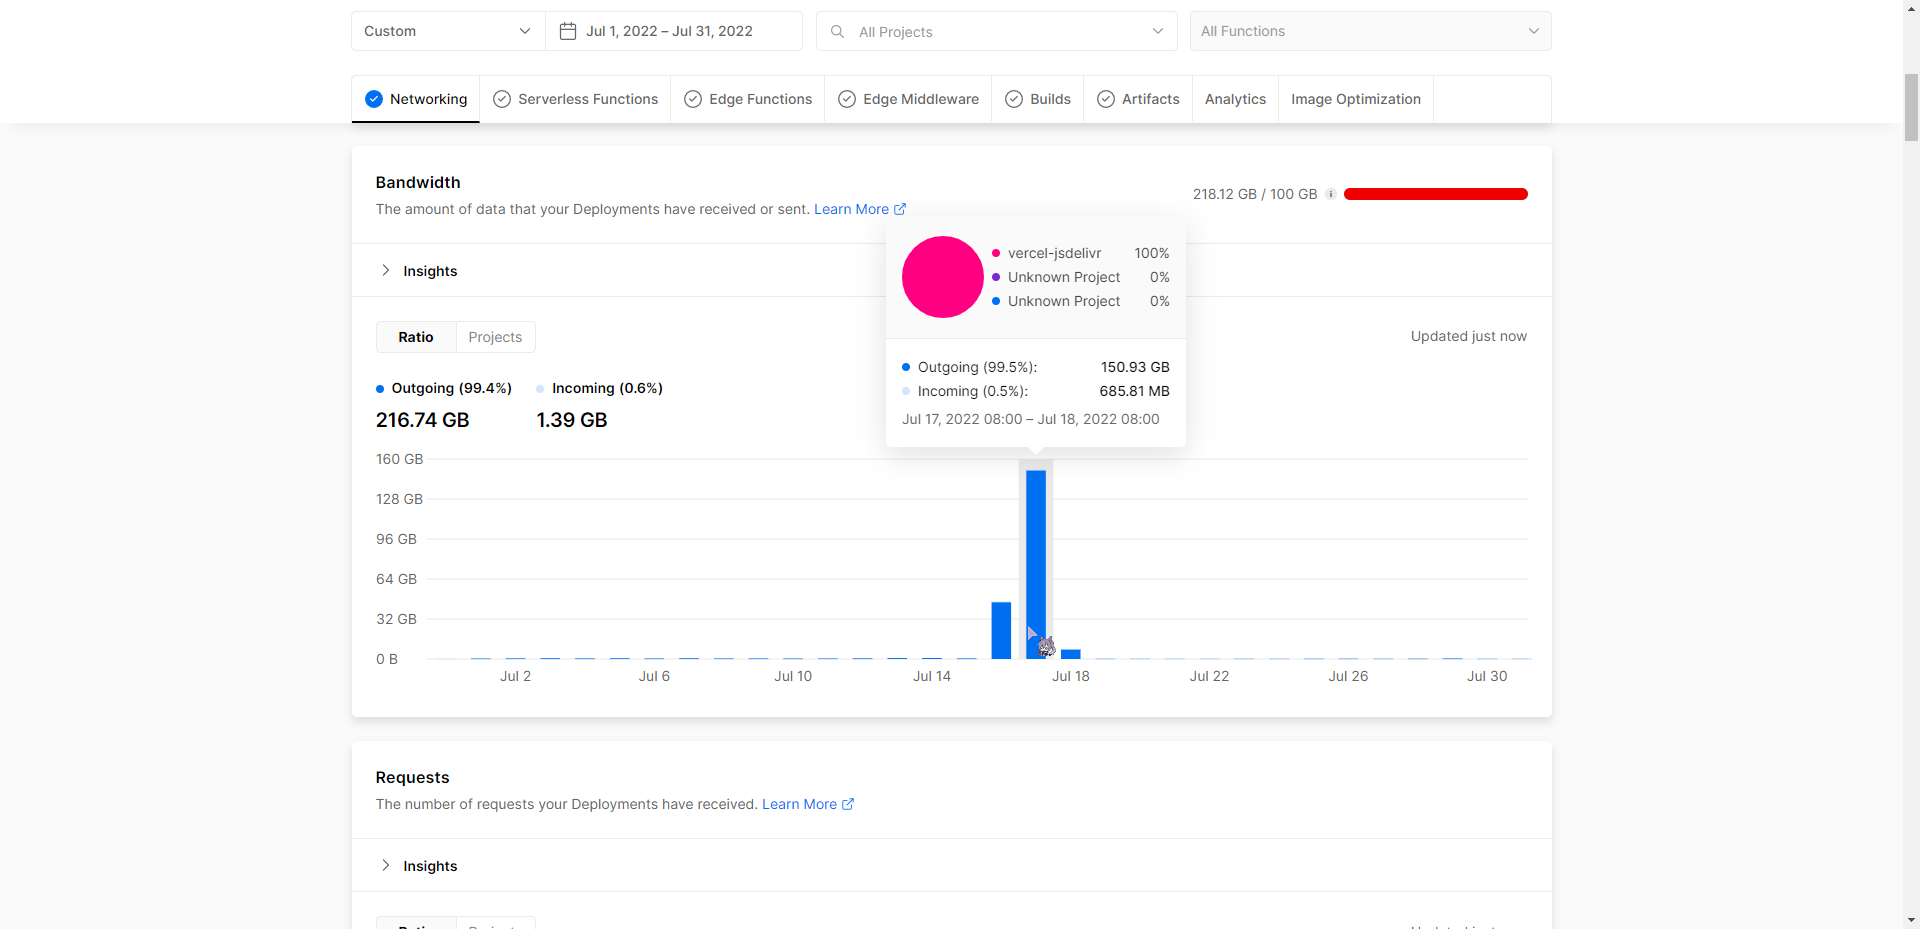 Custom
Jul 1, 2022 – Jul 31, 2022
All Projects
All Functions
Networking
Serverless Functions
Edge Functions
Edge Middleware
Builds
Artifacts
Analytics
Image Optimization
Bandwidth
The amount of data that your Deployments have received or sent. Learn More
218.12 GB / 100 GB
Insights
vercel-jsdelivr 100%
Unknown Project 0%
Unknown Project 0%
Ratio
Projects
Updated just now
Outgoing (99.5%): 150.93 GB
Incoming (0.5%): 685.81 MB
Jul 17, 2022 08:00 – Jul 18, 2022 08:00
Outgoing (99.4%)
216.74 GB
Incoming (0.6%)
1.39 GB
160 GB
128 GB
96 GB
64 GB
32 GB
0 B
Jul 2
Jul 6
Jul 10
Jul 14
Jul 18
Jul 22
Jul 26
Jul 30
Requests
The number of requests your Deployments have received. Learn More
Insights